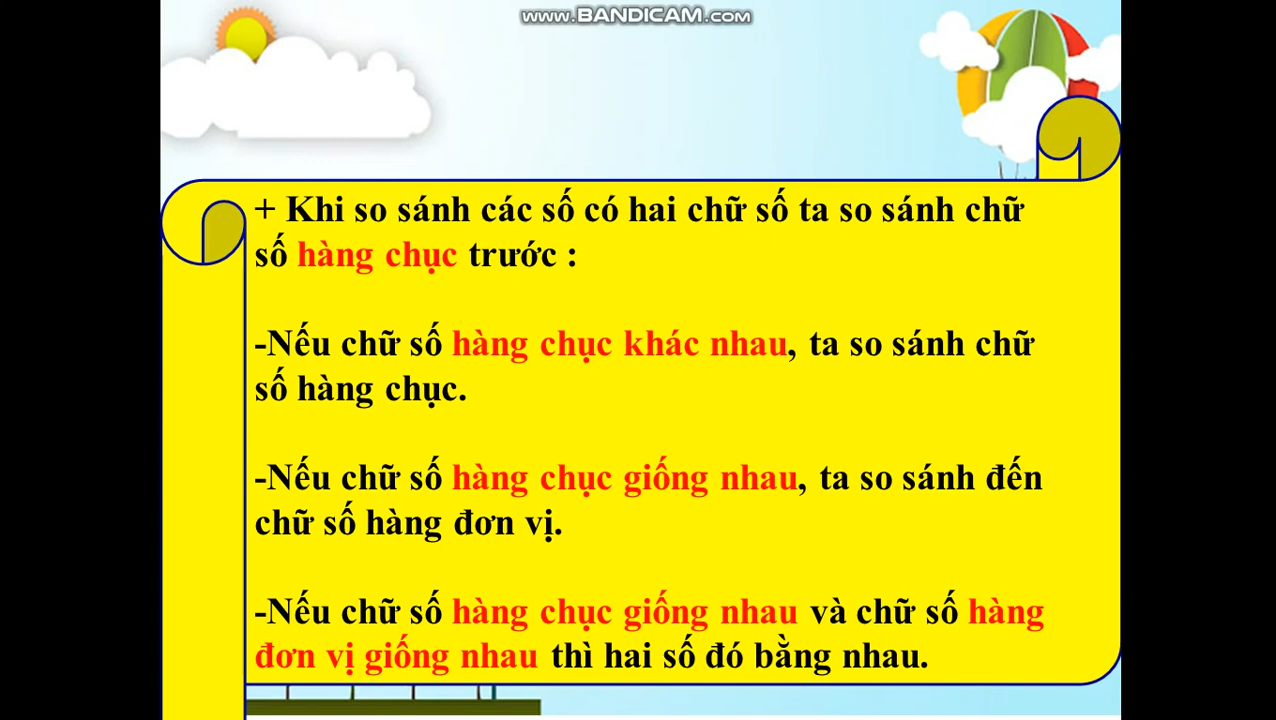 www.BANDICAM.com
+ Khi so sánh các số có hai chữ số ta so sánh chữ
số hàng chục trước :
-Nếu chữ số hàng chục khác nhau, ta so sánh chữ
số hàng chục.
-Nếu chữ số hàng chục giống nhau, ta so sánh đến
chữ số hàng đơn vị.
-Nếu chữ số hàng chục giống nhau và chữ số hàng
đơn vị giống nhau thì hai số đó bằng nhau.